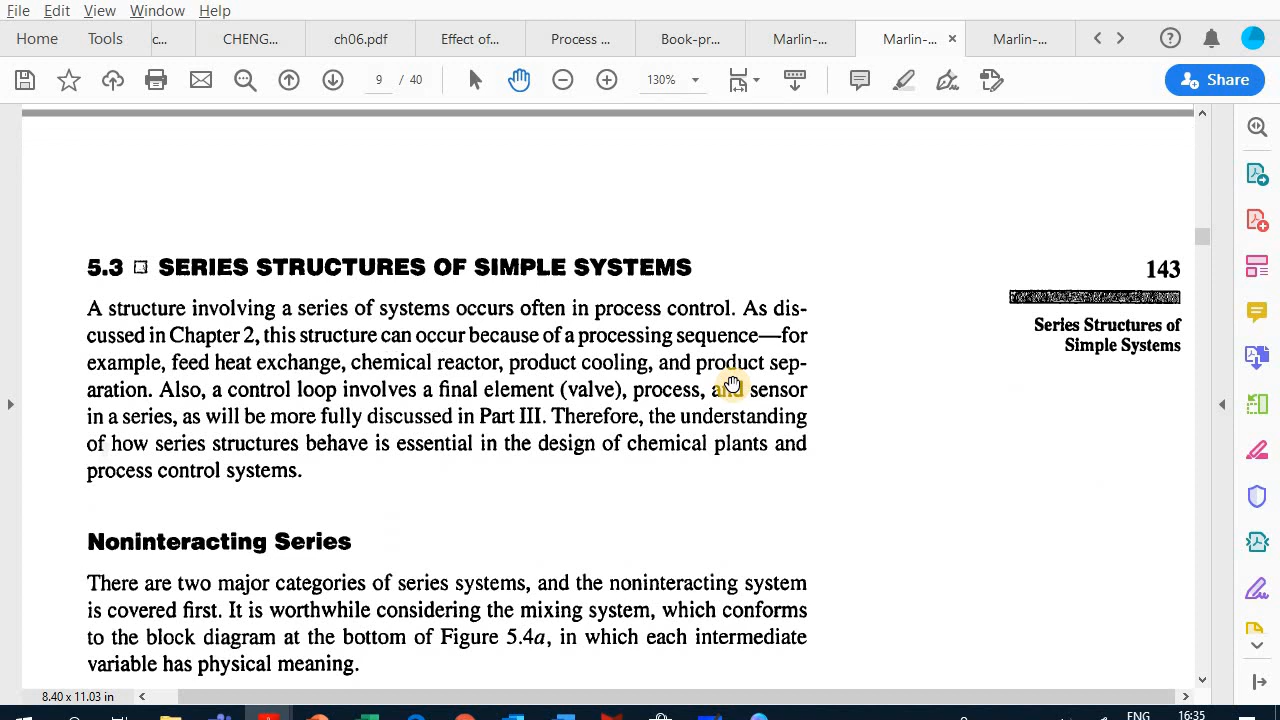 File Edit View Window Help
Home Tools c... CHENG... ch06.pdf Effect of... Process ... Book-pr... Marlin-... Marlin-... × Marlin-...
9 / 40 130% Share
5.3 SERIES STRUCTURES OF SIMPLE SYSTEMS
A structure involving a series of systems occurs often in process control. As dis-
cussed in Chapter 2, this structure can occur because of a processing sequence—for
example, feed heat exchange, chemical reactor, product cooling, and product sep-
aration. Also, a control loop involves a final element (valve), process, and sensor
in a series, as will be more fully discussed in Part III. Therefore, the understanding
of how series structures behave is essential in the design of chemical plants and
process control systems.
143
Series Structures of
Simple Systems
Noninteracting Series
There are two major categories of series systems, and the noninteracting system
is covered first. It is worthwhile considering the mixing system, which conforms
to the block diagram at the bottom of Figure 5.4a, in which each intermediate
variable has physical meaning.
8.40 x 11.03 in
ENG 16:35